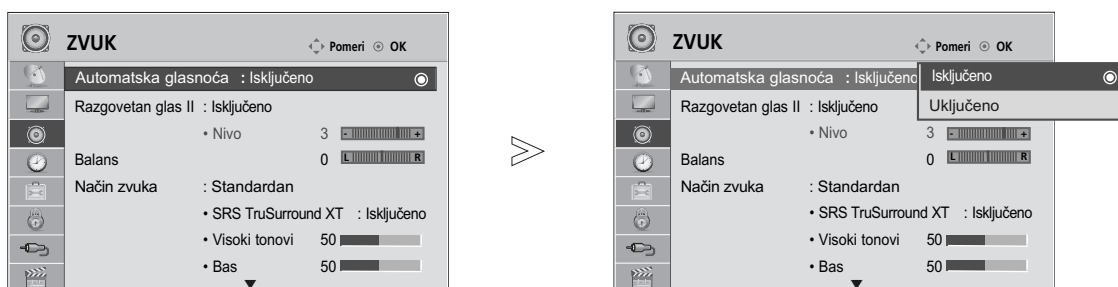 ZVUK
Pomeri OK
Automatska glasnoća : Isključeno
Razgovetan glas II : Isključeno
• Nivo 3 - +
Balans 0 L R
Način zvuka : Standardan
• SRS TruSurround XT : Isključeno
• Visoki tonovi 50
• Bas 50
ZVUK
Pomeri OK
Automatska glasnoća : Isključeno
Isključeno
Uključeno
Razgovetan glas II : Isključeno
• Nivo 3 - +
Balans 0 L R
Način zvuka : Standardan
• SRS TruSurround XT : Isključeno
• Visoki tonovi 50
• Bas 50